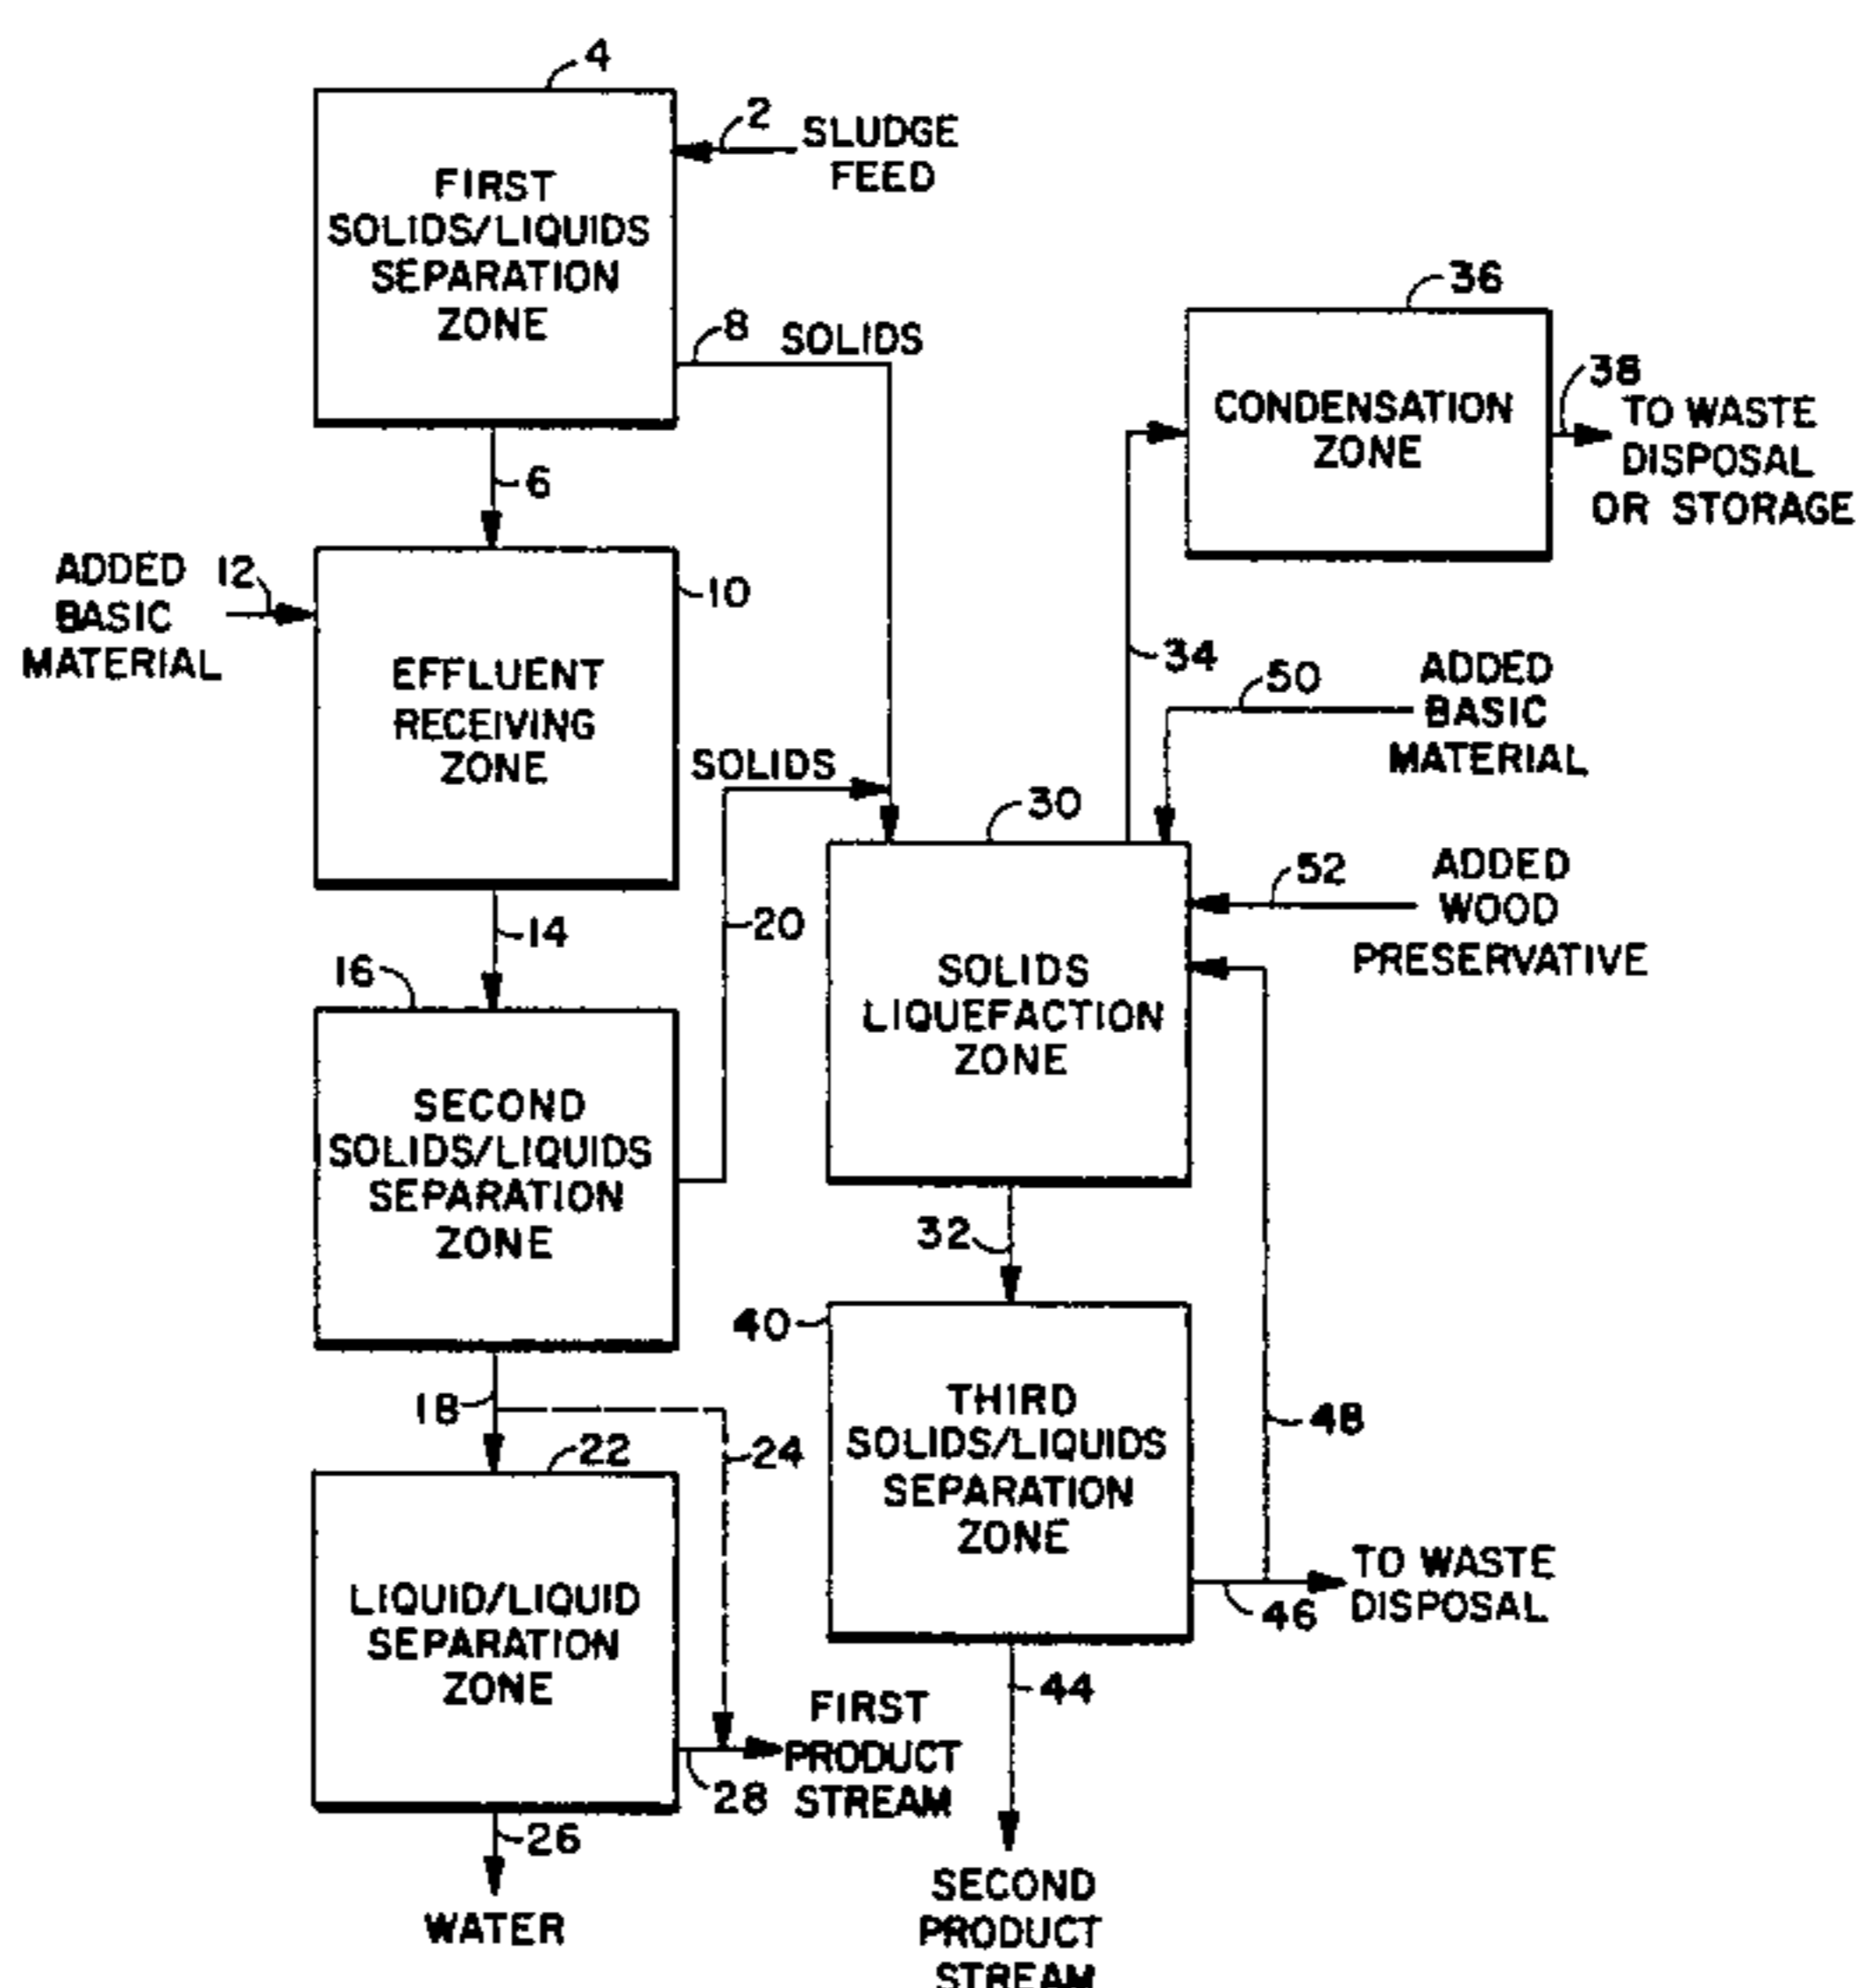 4
2
SLUDGE
FEED
FIRST
SOLIDS/LIQUIDS
SEPARATION
ZONE
8
SOLIDS
6
36
CONDENSATION
ZONE
38
TO WASTE
DISPOSAL
OR STORAGE
ADDED
BASIC
MATERIAL
12
10
EFFLUENT
RECEIVING
ZONE
34
50
ADDED
BASIC
MATERIAL
SOLIDS
30
52
ADDED
WOOD
PRESERVATIVE
14
20
16
SOLIDS
LIQUEFACTION
ZONE
SECOND
SOLIDS/LIQUIDS
SEPARATION
ZONE
32
40
18
24
48
22
THIRD
SOLIDS/LIQUIDS
SEPARATION
ZONE
LIQUID/LIQUID
SEPARATION
ZONE
46
TO WASTE
DISPOSAL
44
28
FIRST
PRODUCT
STREAM
26
WATER
SECOND
PRODUCT
STREAM